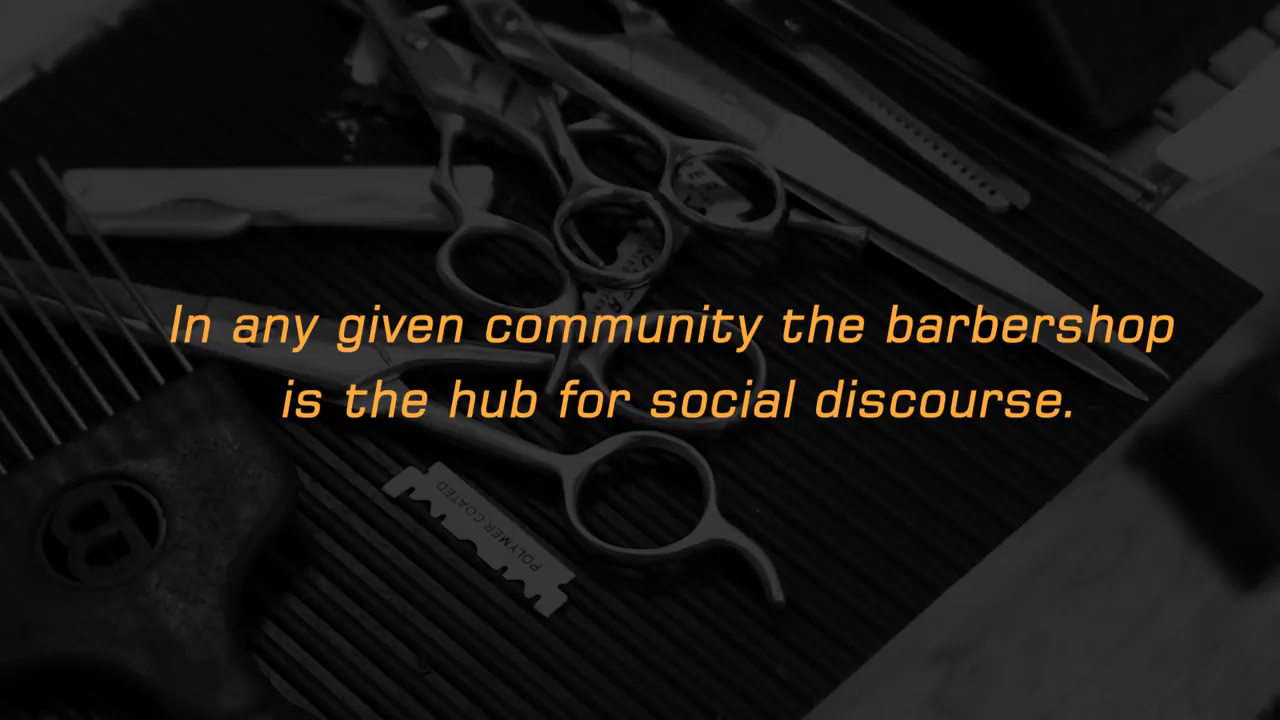 In any given community the barbershop
is the hub for social discourse.
POLYMER COATED
B